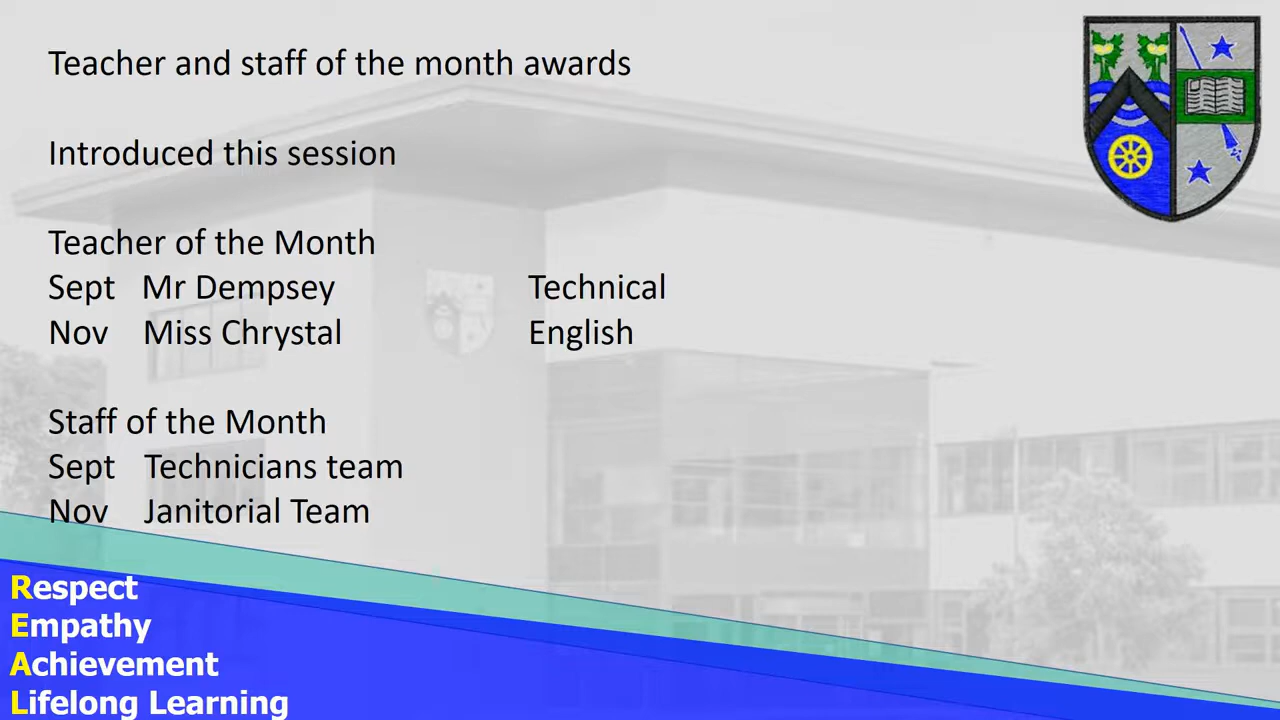 Teacher and staff of the month awards
Introduced this session
Teacher of the Month
Sept Mr Dempsey Technical
Nov Miss Chrystal English
Staff of the Month
Sept Technicians team
Nov Janitorial Team
Respect
Empathy
Achievement
Lifelong Learning